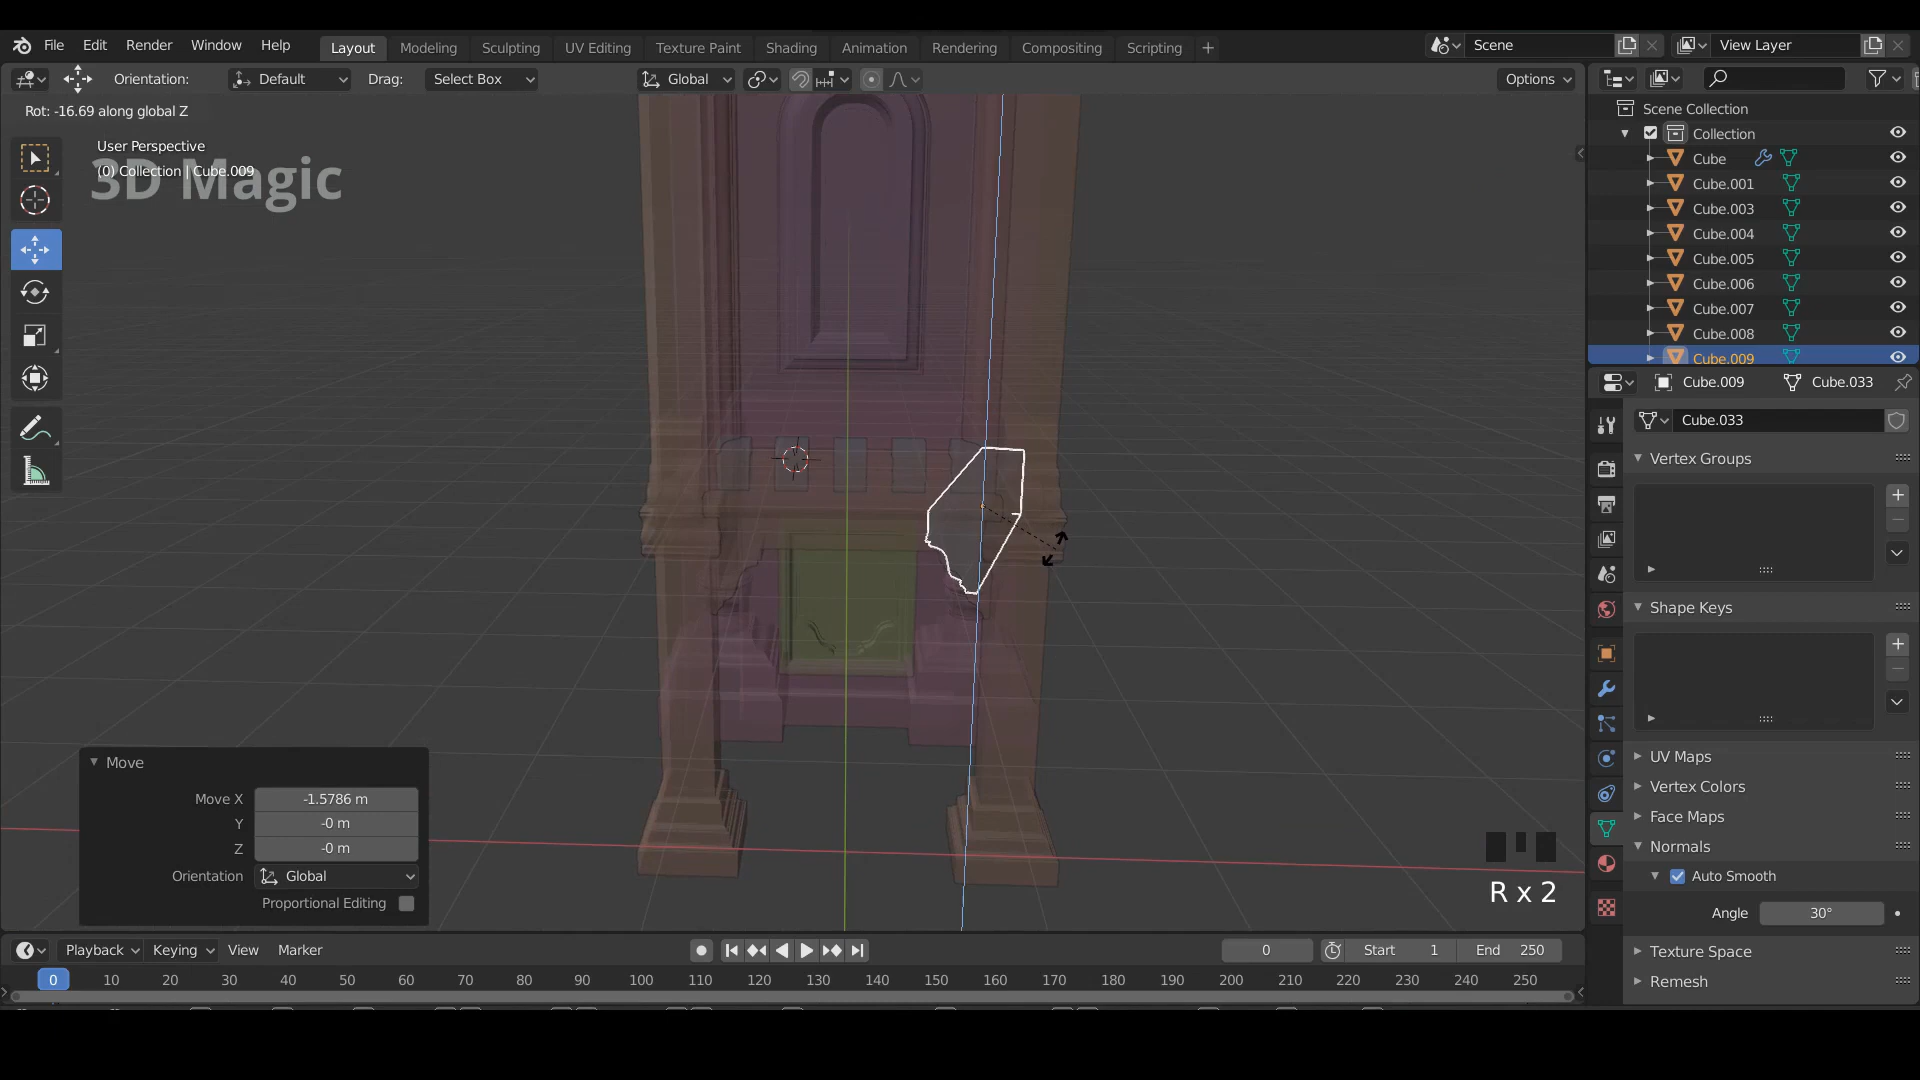 File Edit Render Window Help Layout Modeling Sculpting UV Editing Texture Paint Shading Animation Rendering Compositing Scripting + Scene View Layer
Orientation: Default Drag: Select Box Global Options
Rot: -16.69 along global Z
User Perspective
(0) Collection | Cube.009
3D Magic
Scene Collection
Collection
Cube
Cube.001
Cube.003
Cube.004
Cube.005
Cube.006
Cube.007
Cube.008
Cube.009
Cube.009 Cube.033
Cube.033
Vertex Groups
Shape Keys
UV Maps
Vertex Colors
Face Maps
Normals
Auto Smooth
Angle 30°
Texture Space
Remesh
Move
Move X -1.5786 m
Y -0 m
Z -0 m
Orientation Global
Proportional Editing
R x 2
Playback Keying View Marker 0 Start 1 End 250
0 10 20 30 40 50 60 70 80 90 100 110 120 130 140 150 160 170 180 190 200 210 220 230 240 250